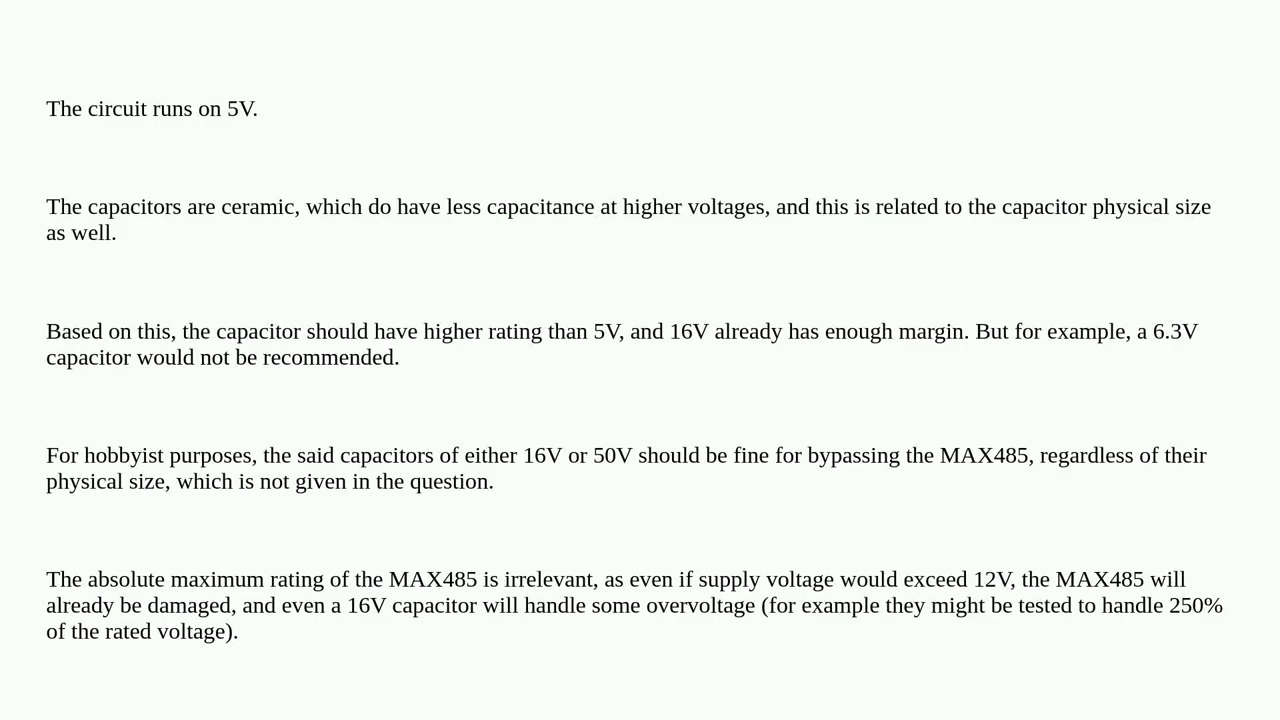 The circuit runs on 5V.
The capacitors are ceramic, which do have less capacitance at higher voltages, and this is related to the capacitor physical size
as well.
Based on this, the capacitor should have higher rating than 5V, and 16V already has enough margin. But for example, a 6.3V
capacitor would not be recommended.
For hobbyist purposes, the said capacitors of either 16V or 50V should be fine for bypassing the MAX485, regardless of their
physical size, which is not given in the question.
The absolute maximum rating of the MAX485 is irrelevant, as even if supply voltage would exceed 12V, the MAX485 will
already be damaged, and even a 16V capacitor will handle some overvoltage (for example they might be tested to handle 250%
of the rated voltage).